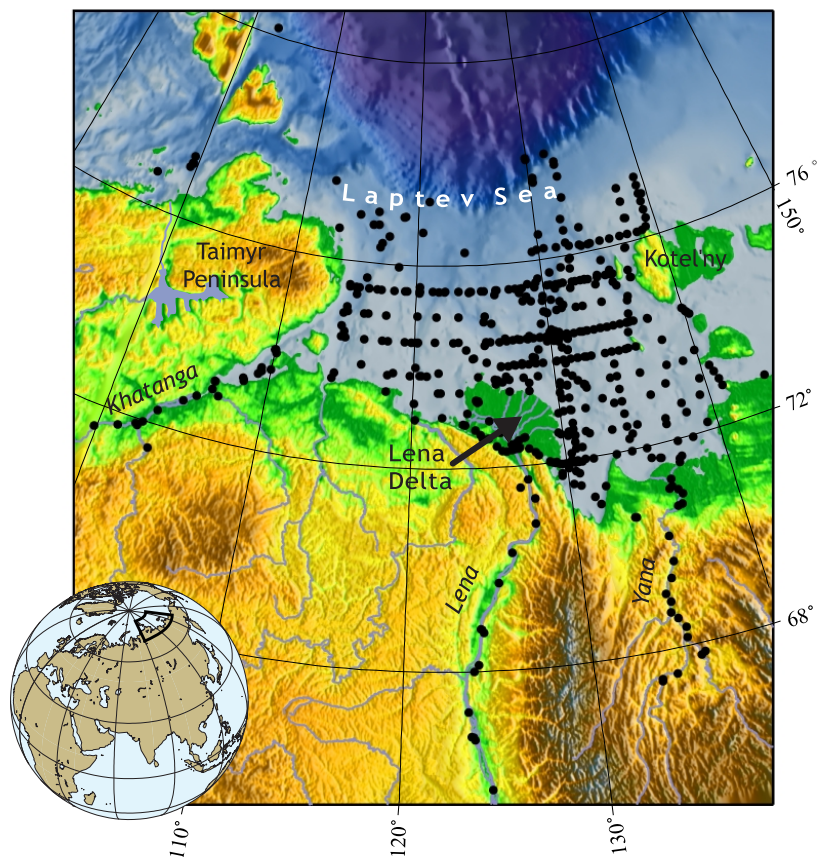 Laptev Sea
76°
150°
Taimyr
Peninsula
Kotel'ny
Khatanga
72°
Lena
Delta
Lena
Yana
68°
110°
120°
130°